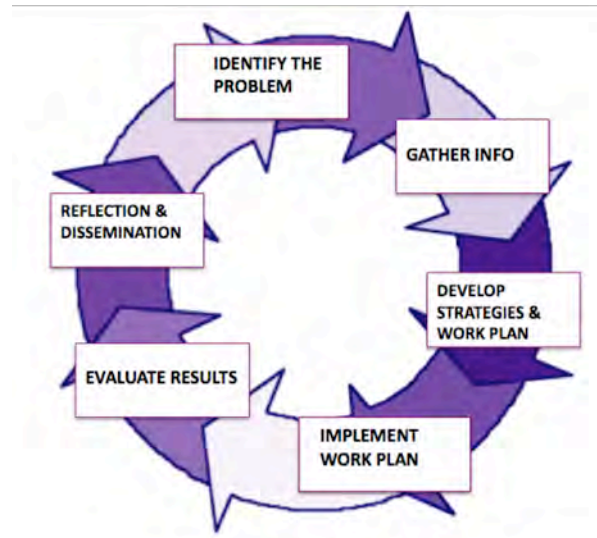 IDENTIFY THE
PROBLEM
GATHER INFO
DEVELOP
STRATEGIES &
WORK PLAN
IMPLEMENT
WORK PLAN
EVALUATE RESULTS
REFLECTION &
DISSEMINATION